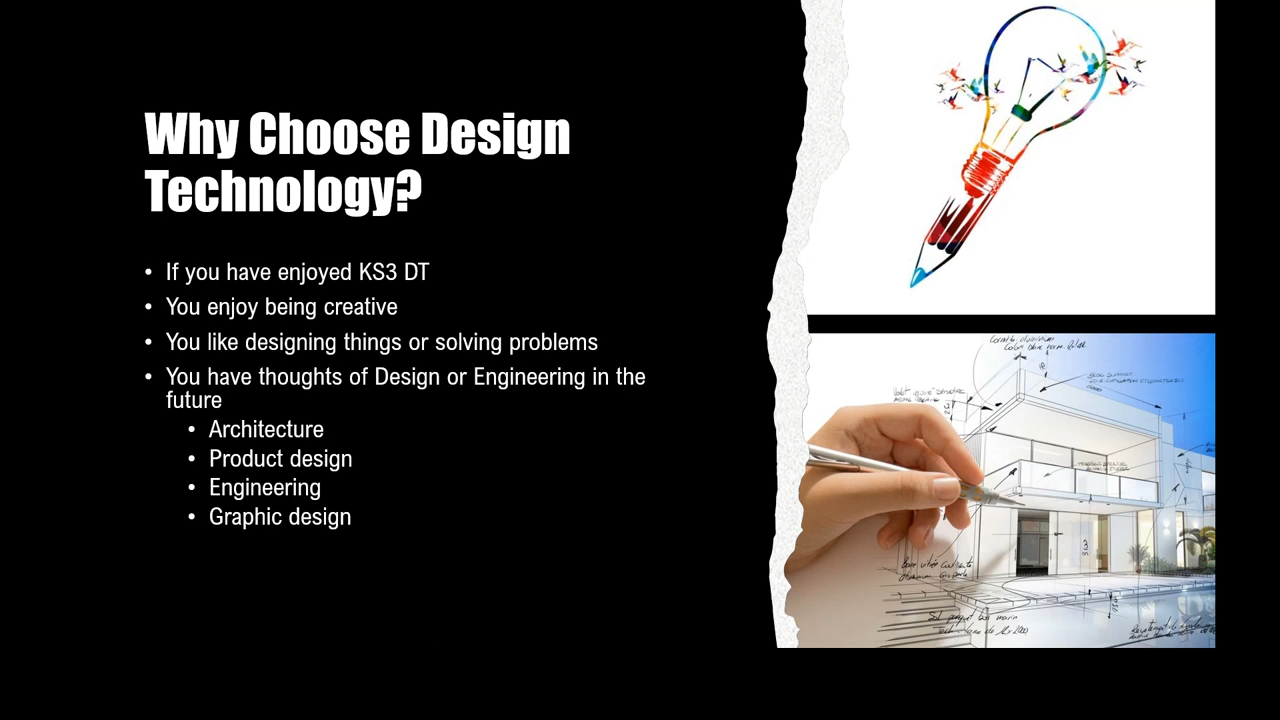 Why Choose Design
Technology?
• If you have enjoyed KS3 DT
• You enjoy being creative
• You like designing things or solving problems
• You have thoughts of Design or Engineering in the
future
• Architecture
• Product design
• Engineering
• Graphic design